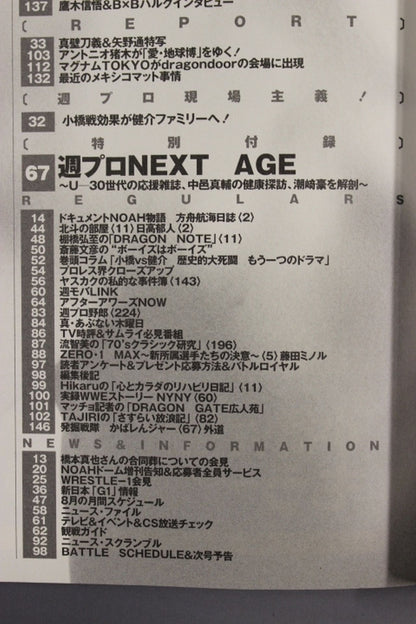 137 鷹木信悟&B×Bハルクインタビュー
〔REPORT〕
33 真壁刀義&矢野通特写
103 アントニオ猪木が「愛・地球博」をゆく!
112 マグナムTOKYOがdragondoorの会場に出現
132 最近のメキシコマット事情
〔週プロ現場主義!〕
32 小橋戦効果が健介ファミリーへ!
〔特別付録〕
67 週プロNEXT AGE
～U―30世代の応援雑誌、中邑真輔の健康探訪、潮﨑豪を解剖～
REGULARS
14 ドキュメントNOAH物語 方舟航海日誌〈2〉
44 北斗の部屋〈11〉日高郁人〈2〉
48 棚橋弘至の「DRAGON NOTE」〈11〉
50 斎藤文彦の“ボーイズはボーイズ”
52 巻頭コラム「小橋vs健介 歴史的大死闘 もう一つのドラマ」
54 プロレス界クローズアップ
56 ヤスカクの私的な事件簿〈143〉
60 週モバLINK
64 アフターアワーズNOW
83 週プロ野郎〈224〉
84 真・あぶない木曜日
86 TV時評&サムライ必見番組
87 流智美の「'70sクラシック研究」〈196〉
88 ZERO-1 MAX～新所属選手たちの決意～〈5〉藤田ミノル
97 読者アンケート&プレゼント応募方法&バトルロイヤル
98 編集後記
99 Hikaruの「心とカラダのリハビリ日記」〈11〉
100 実録WWEストーリー NYNY〈60〉
101 マッチョ記者の「DRAGON GATE広人苑」
102 TAJIRIの「さすらい放浪記」〈82〉
146 発掘戦隊 かばレンジャー〈67〉外道
NEWS&INFORMATION
13 橋本真也さんの合同葬についての会見
20 NOAHドーム増刊告知&応募者全員サービス
25 WRESTLE-1会見
36 新日本「G1」情報
47 8月の月間スケジュール
58 ニュース・ファイル
61 テレビ&イベント&CS放送チェック
62 観戦ガイド
92 ニュース・スクランブル
98 BATTLE SCHEDULE&次号予告